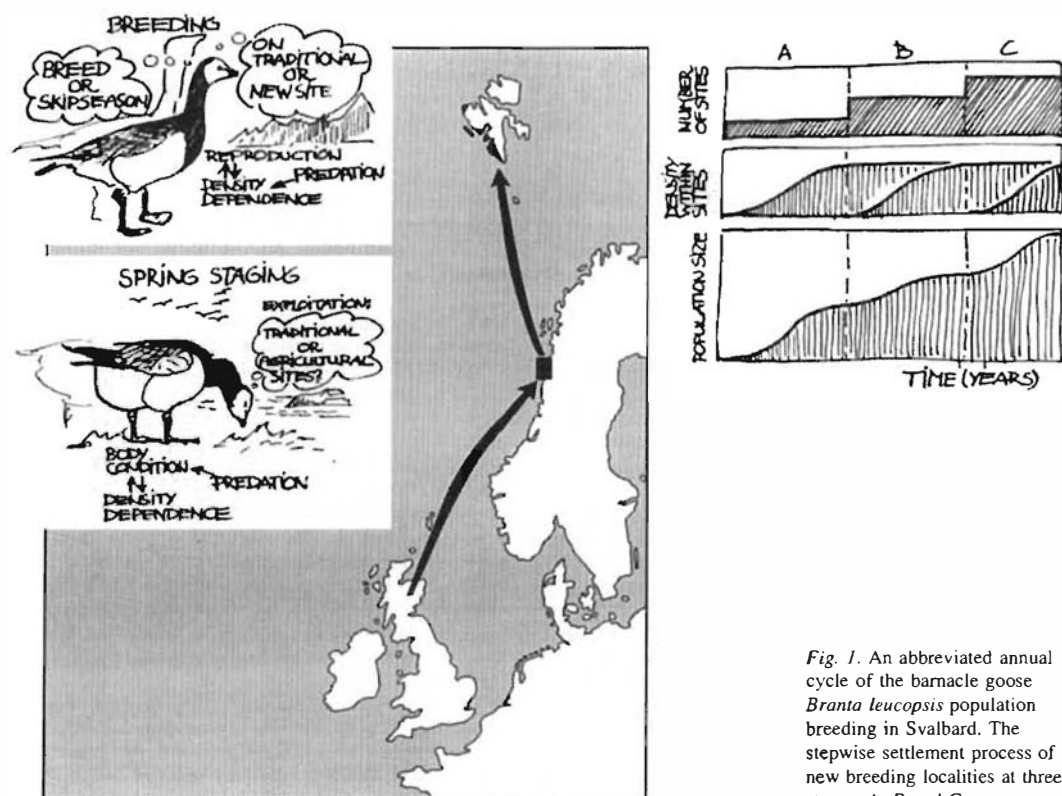 BREEDING
BREED
OR
SKIPSEASON
ON
TRADITIONAL
OR
NEW SITE
REPRODUCTION
PREDATION
DENSITY
DEPENDENCE
SPRING STAGING
EXPLOITATION:
TRADITIONAL
OR
AGRICULTURAL
SITES?
BODY
CONDITION
PREDATION
DENSITY
DEPENDENCE
A B C
NUMBER
OF SITES
DENSITY
WITHIN
SITES
POPULATION SIZE
TIME (YEARS)
Fig. 1. An abbreviated annual
cycle of the barnacle goose
Branta leucopsis population
breeding in Svalbard. The
stepwise settlement process of
new breeding localities at three